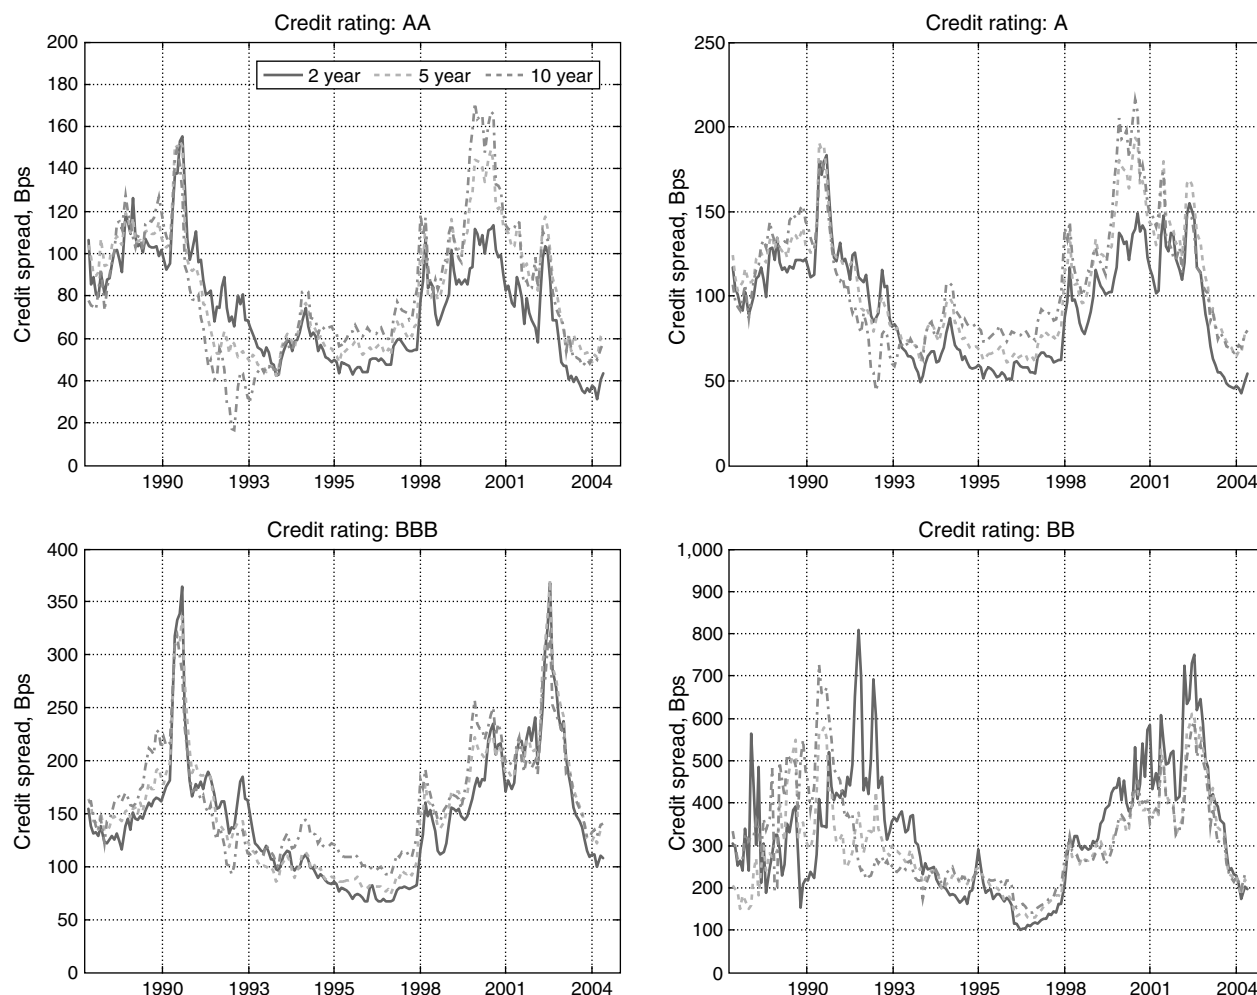 Credit rating: AA
200
180
160
140
120
100
80
60
40
20
0
Credit spread, Bps
2 year 5 year 10 year
1990 1993 1995 1998 2001 2004
Credit rating: A
250
200
150
100
50
0
Credit spread, Bps
1990 1993 1995 1998 2001 2004
Credit rating: BBB
400
350
300
250
200
150
100
50
0
Credit spread, Bps
1990 1993 1995 1998 2001 2004
Credit rating: BB
1,000
900
800
700
600
500
400
300
200
100
0
Credit spread, Bps
1990 1993 1995 1998 2001 2004